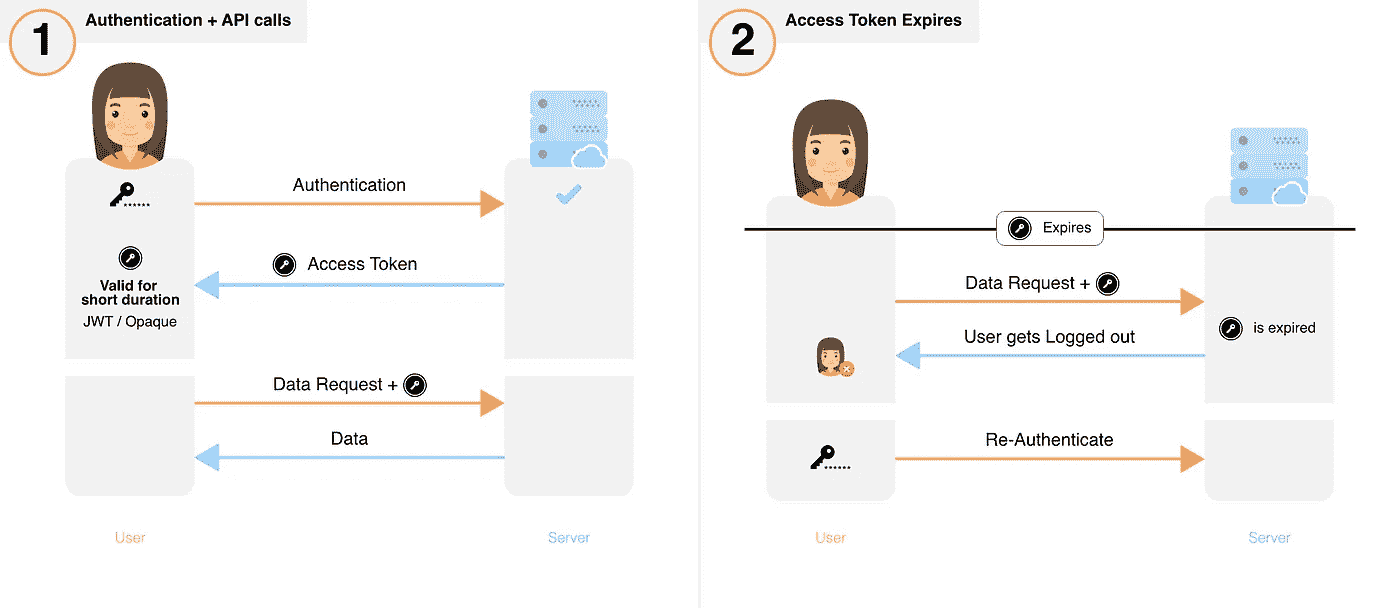 1
Authentication + API calls
Authentication
Access Token
Valid for
short duration
JWT / Opaque
Data Request +
Data
User
Server
2
Access Token Expires
Expires
Data Request +
User gets Logged out
is expired
Re-Authenticate
User
Server